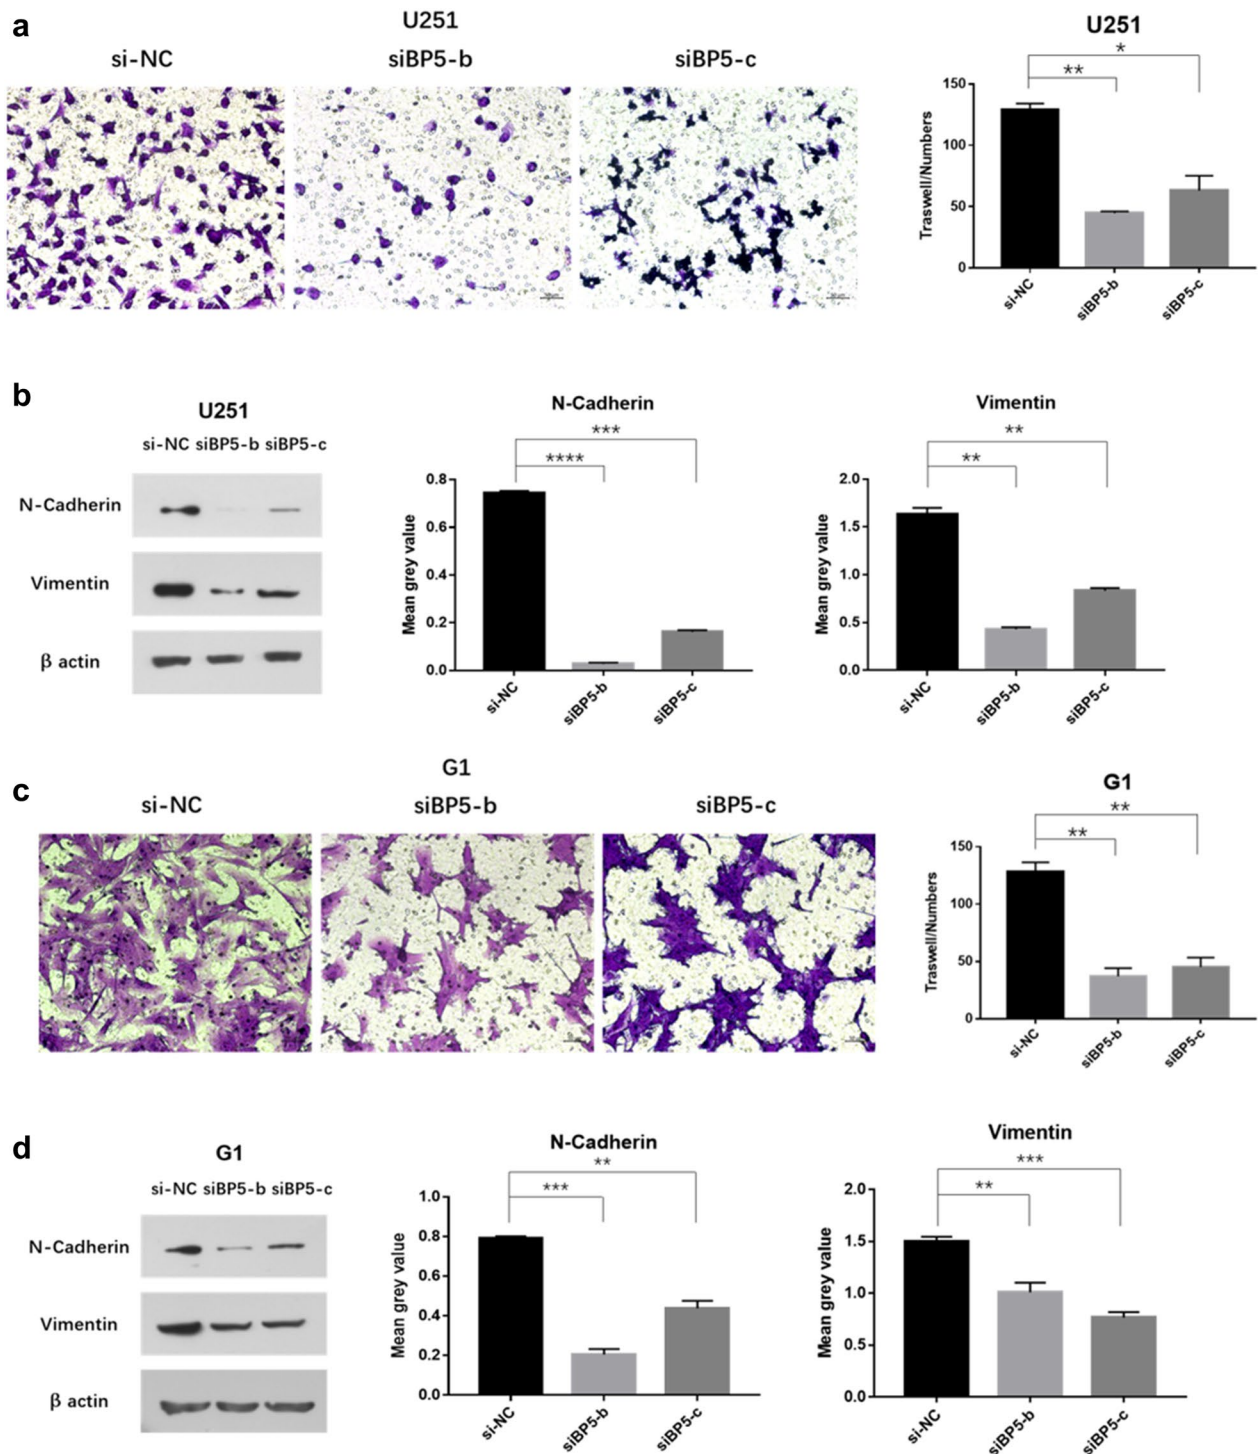 a
U251
si-NC siBP5-b siBP5-c
U251
*
**
Traswell/Numbers
150
100
50
0
si-NC siBP5-b siBP5-c
b
U251
si-NC siBP5-b siBP5-c
N-Cadherin
Vimentin
β actin
N-Cadherin
***
****
Mean grey value
0.8
0.6
0.4
0.2
0.0
si-NC siBP5-b siBP5-c
Vimentin
**
**
Mean grey value
2.0
1.5
1.0
0.5
0.0
si-NC siBP5-b siBP5-c
c
G1
si-NC siBP5-b siBP5-c
G1
**
**
Traswell/Numbers
150
100
50
0
si-NC siBP5-b siBP5-c
d
G1
si-NC siBP5-b siBP5-c
N-Cadherin
Vimentin
β actin
N-Cadherin
**
***
Mean grey value
1.0
0.8
0.6
0.4
0.2
0.0
si-NC siBP5-b siBP5-c
Vimentin
***
**
Mean grey value
2.0
1.5
1.0
0.5
0.0
si-NC siBP5-b siBP5-c